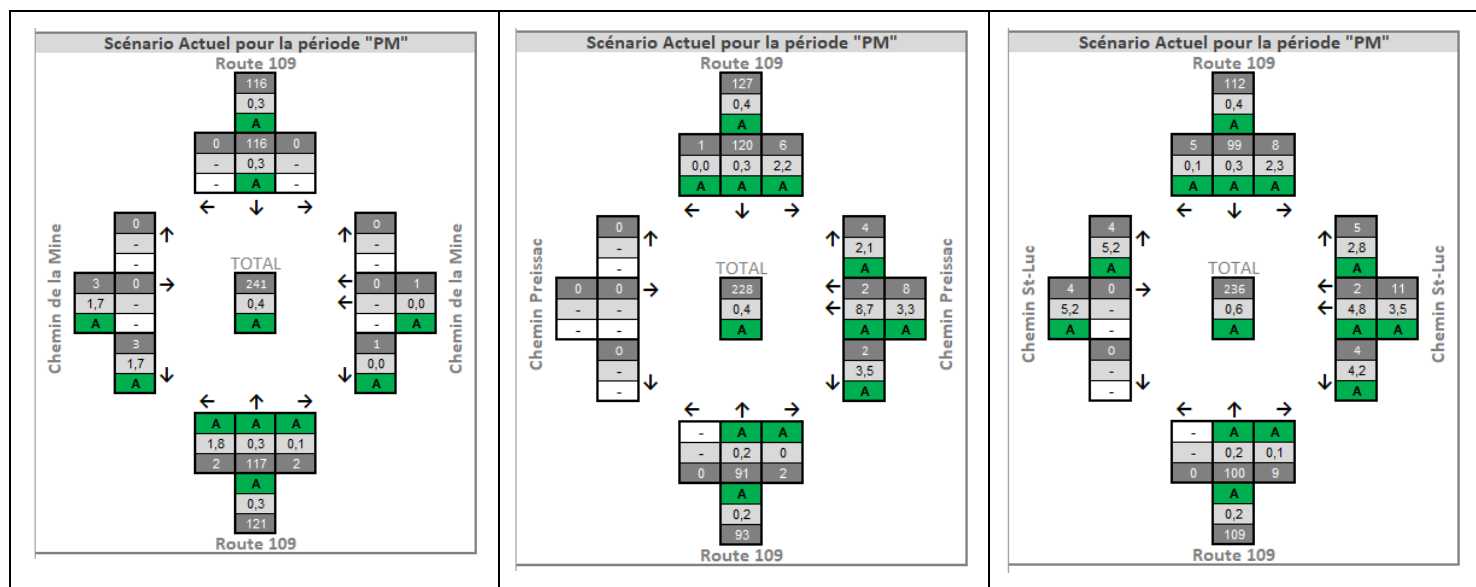 Scénario Actuel pour la période "PM"
Route 109
116
0,3
A
0 116 0
- 0,3 -
- A -
← ↓ →
Chemin de la Mine
0
-
-
↑
3 0 →
1,7 -
A -
3
1,7
A
↓
TOTAL
241
0,4
A
↑
0
-
-
← 0 1
← - 0,0
- A
1
0,0
A
↓
Chemin de la Mine
← ↑ →
A A A
1,8 0,3 0,1
2 117 2
A
0,3
121
Route 109
Scénario Actuel pour la période "PM"
Route 109
127
0,4
A
1 120 6
0,0 0,3 2,2
A A A
← ↓ →
Chemin Preissac
0
-
-
↑
0 0 →
- -
- -
0
-
-
↓
TOTAL
228
0,4
A
↑
4
2,1
A
← 2 8
← 8,7 3,3
A A
2
3,5
A
↓
Chemin Preissac
← ↑ →
- A A
- 0,2 0
0 91 2
A
0,2
93
Route 109
Scénario Actuel pour la période "PM"
Route 109
112
0,4
A
5 99 8
0,1 0,3 2,3
A A A
← ↓ →
Chemin St-Luc
4
5,2
A
↑
4 0 →
5,2 -
A -
0
-
-
↓
TOTAL
236
0,6
A
↑
5
2,8
A
← 2 11
← 4,8 3,5
A A
4
4,2
A
↓
Chemin St-Luc
← ↑ →
- A A
- 0,2 0,1
0 100 9
A
0,2
109
Route 109